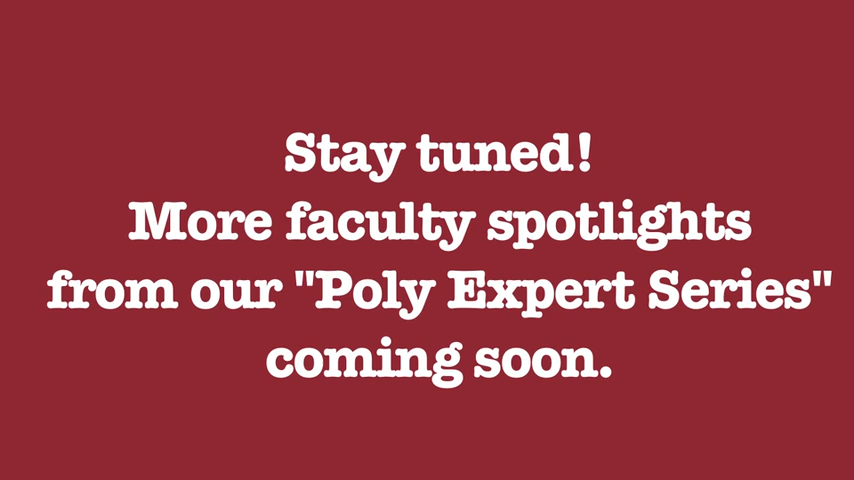 Stay tuned!
More faculty spotlights
from our "Poly Expert Series"
coming soon.